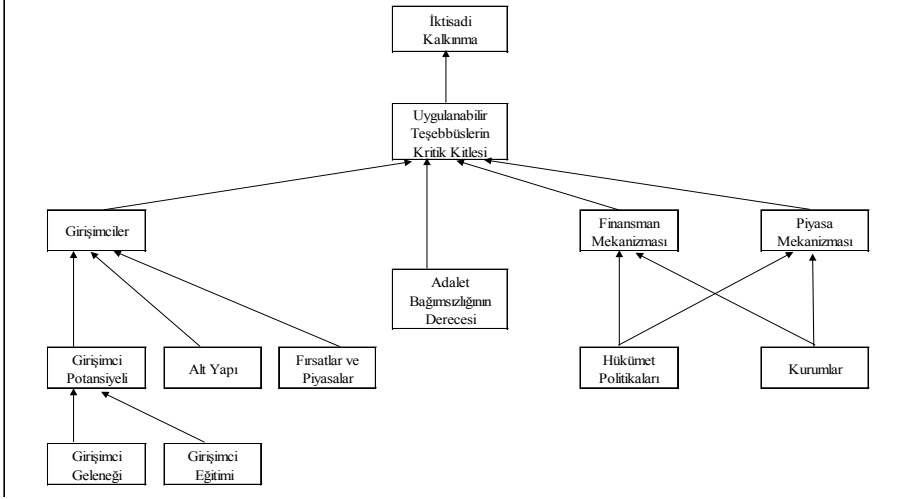 İktisadi
Kalkınma
Uygulanabilir
Teşebbüslerin
Kritik Kitlesi
Girişimciler
Finansman
Mekanizması
Piyasa
Mekanizması
Adalet
Bağımsızlığının
Derecesi
Girişimci
Potansiyeli
Alt Yapı
Fırsatlar ve
Piyasalar
Hükümet
Politikaları
Kurumlar
Girişimci
Geleneği
Girişimci
Eğitimi